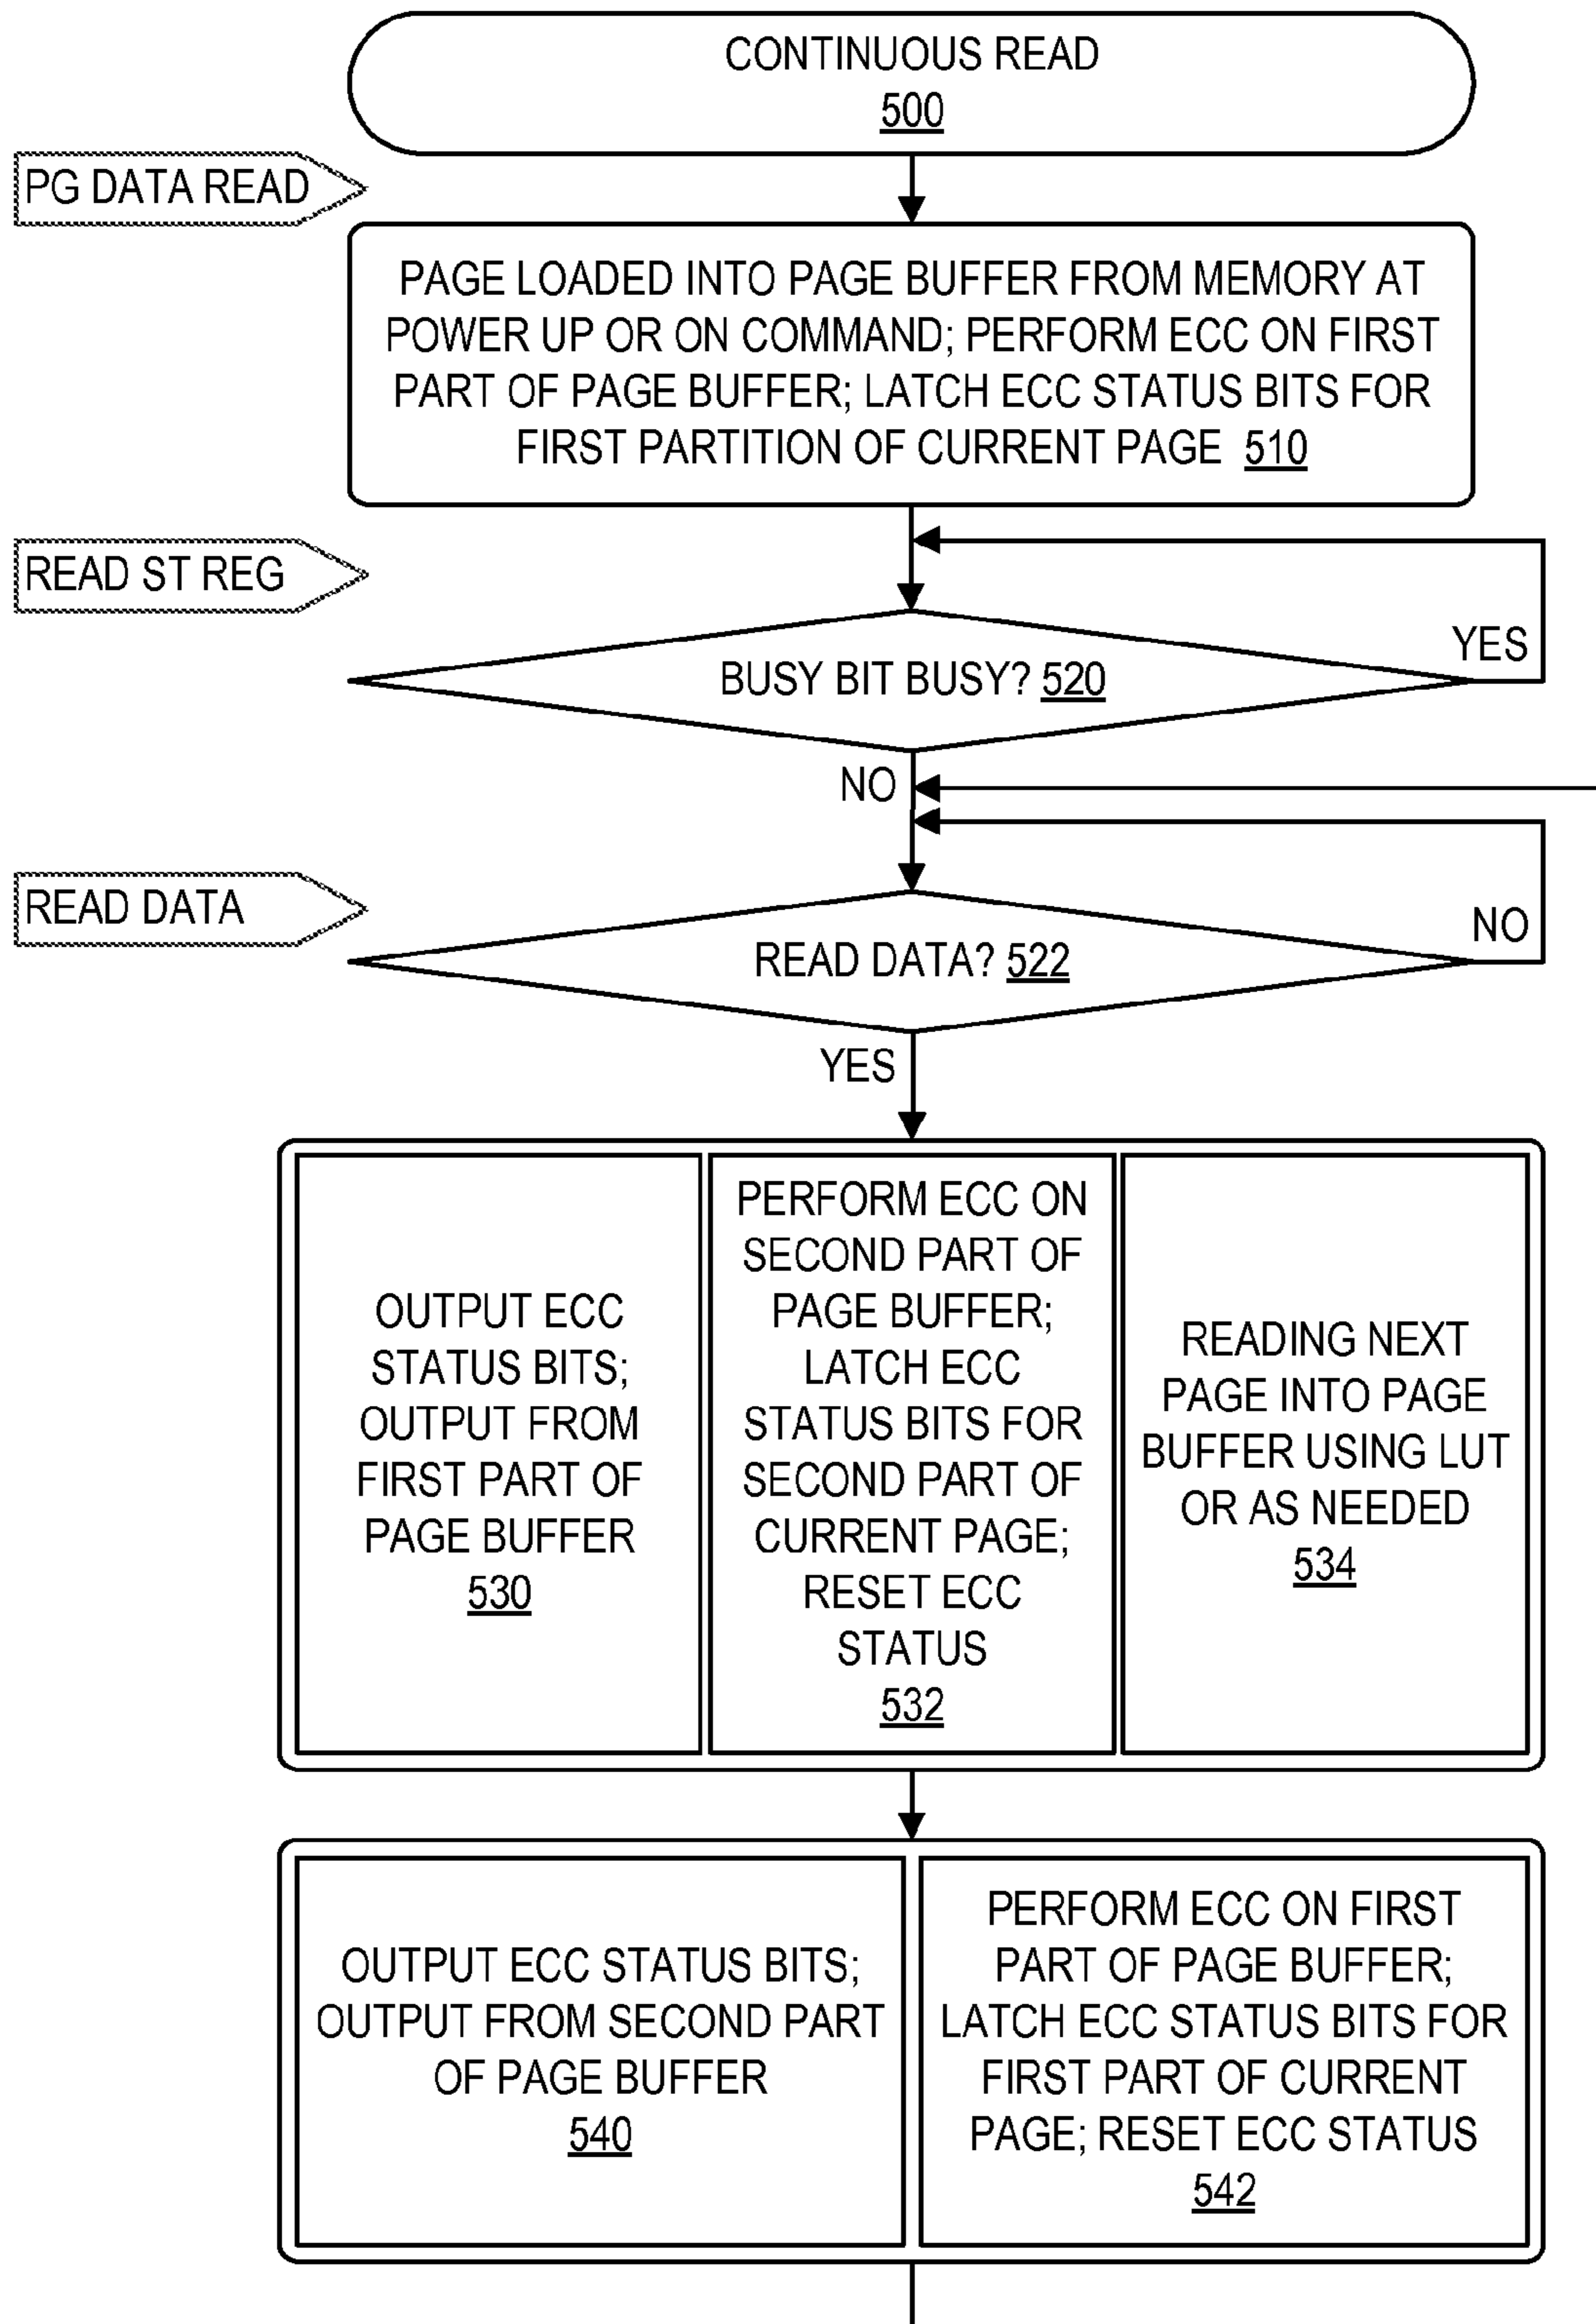 CONTINUOUS READ
500
PG DATA READ
PAGE LOADED INTO PAGE BUFFER FROM MEMORY AT
POWER UP OR ON COMMAND; PERFORM ECC ON FIRST
PART OF PAGE BUFFER; LATCH ECC STATUS BITS FOR
FIRST PARTITION OF CURRENT PAGE 510
READ ST REG
YES
BUSY BIT BUSY? 520
NO
READ DATA
NO
READ DATA? 522
YES
OUTPUT ECC
STATUS BITS;
OUTPUT FROM
FIRST PART OF
PAGE BUFFER
530
PERFORM ECC ON
SECOND PART OF
PAGE BUFFER;
LATCH ECC
STATUS BITS FOR
SECOND PART OF
CURRENT PAGE;
RESET ECC
STATUS
532
READING NEXT
PAGE INTO PAGE
BUFFER USING LUT
OR AS NEEDED
534
OUTPUT ECC STATUS BITS;
OUTPUT FROM SECOND PART
OF PAGE BUFFER
540
PERFORM ECC ON FIRST
PART OF PAGE BUFFER;
LATCH ECC STATUS BITS FOR
FIRST PART OF CURRENT
PAGE; RESET ECC STATUS
542